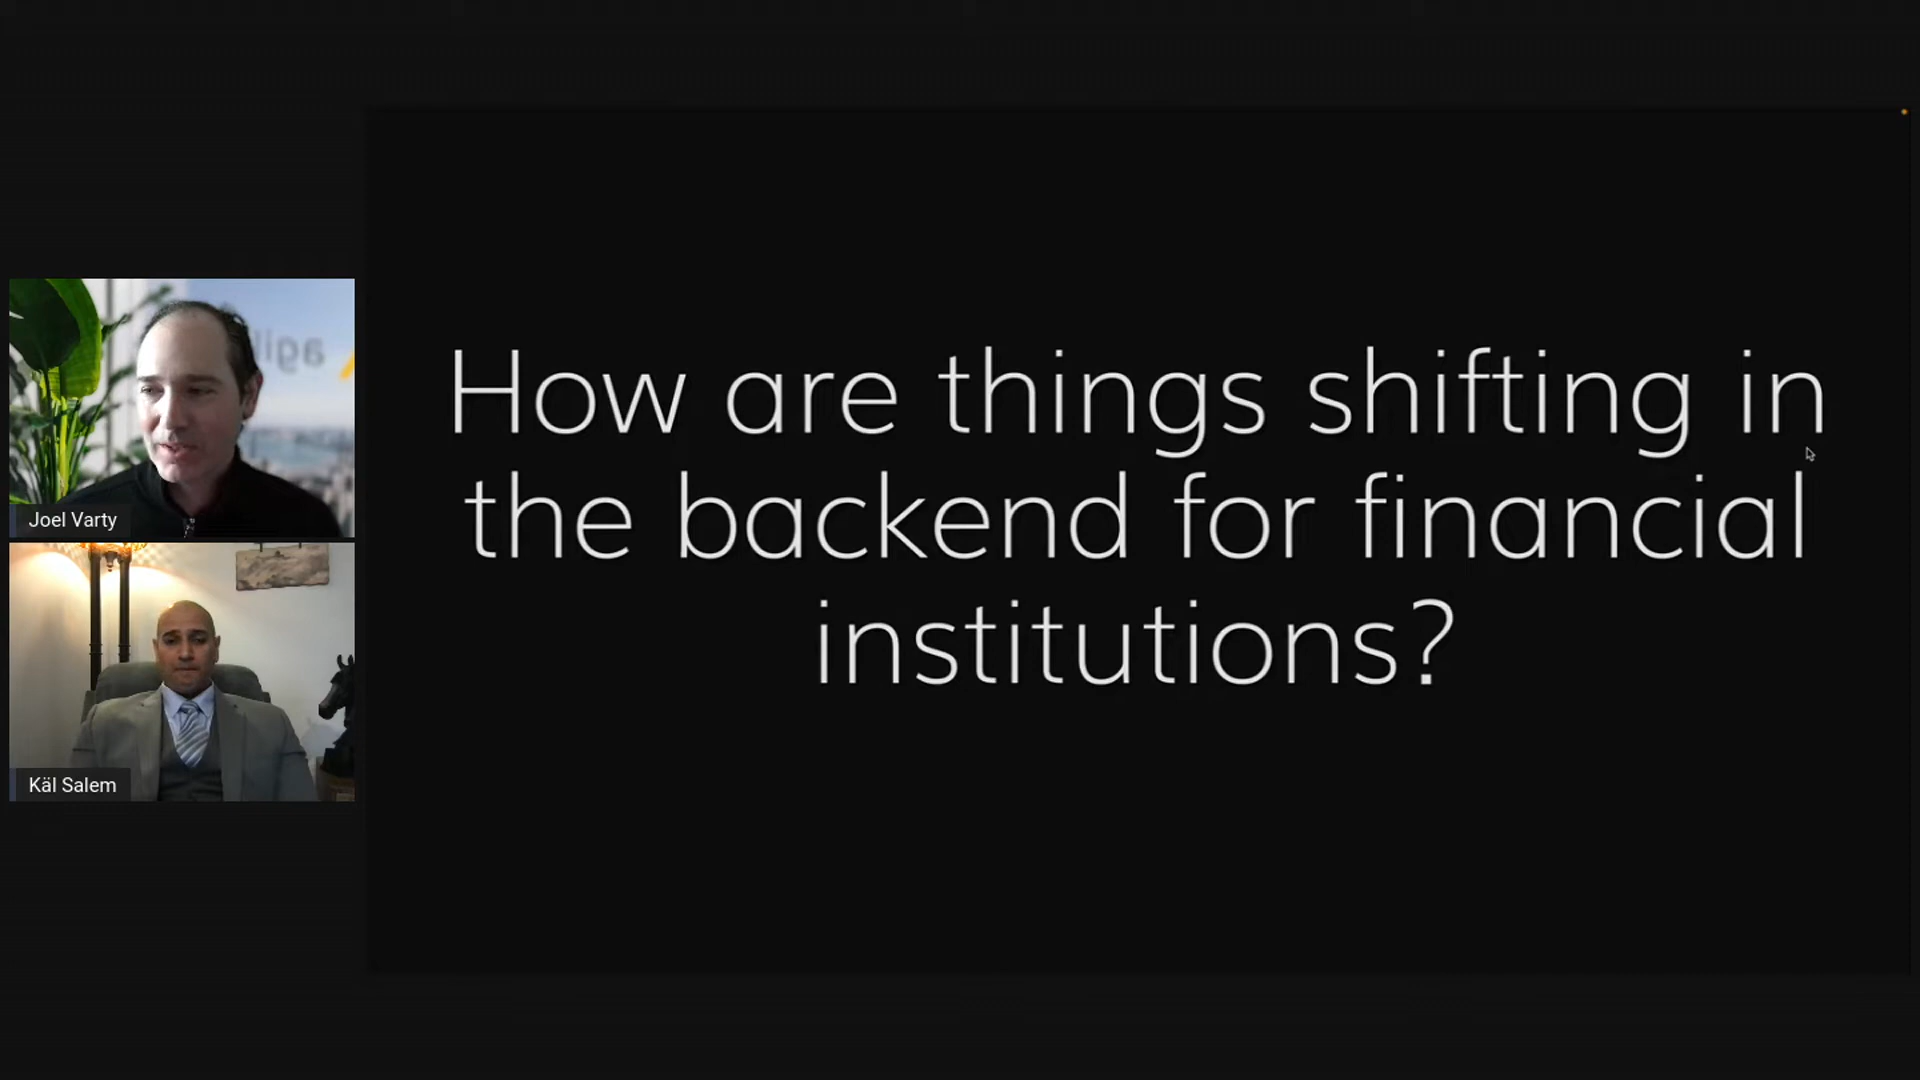 How are things shifting in
the backend for financial
institutions?
Joel Varty
Käl Salem